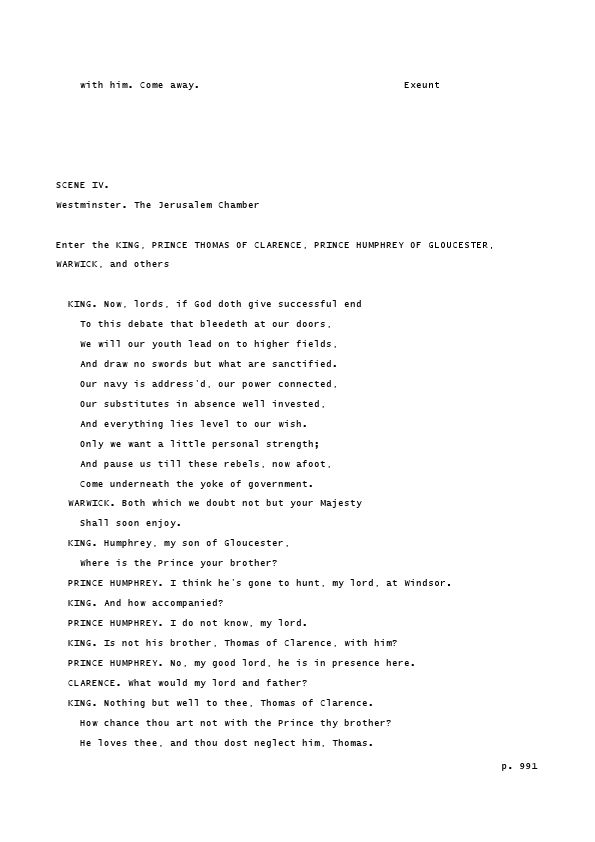 with him. Come away. Exeunt
SCENE IV.
Westminster. The Jerusalem Chamber
Enter the KING, PRINCE THOMAS OF CLARENCE, PRINCE HUMPHREY OF GLOUCESTER,
WARWICK, and others
KING. Now, lords, if God doth give successful end
To this debate that bleedeth at our doors,
We will our youth lead on to higher fields,
And draw no swords but what are sanctified.
Our navy is address'd, our power connected,
Our substitutes in absence well invested,
And everything lies level to our wish.
Only we want a little personal strength;
And pause us till these rebels, now afoot,
Come underneath the yoke of government.
WARWICK. Both which we doubt not but your Majesty
Shall soon enjoy.
KING. Humphrey, my son of Gloucester,
Where is the Prince your brother?
PRINCE HUMPHREY. I think he's gone to hunt, my lord, at Windsor.
KING. And how accompanied?
PRINCE HUMPHREY. I do not know, my lord.
KING. Is not his brother, Thomas of Clarence, with him?
PRINCE HUMPHREY. No, my good lord, he is in presence here.
CLARENCE. What would my lord and father?
KING. Nothing but well to thee, Thomas of Clarence.
How chance thou art not with the Prince thy brother?
He loves thee, and thou dost neglect him, Thomas.
p. 991